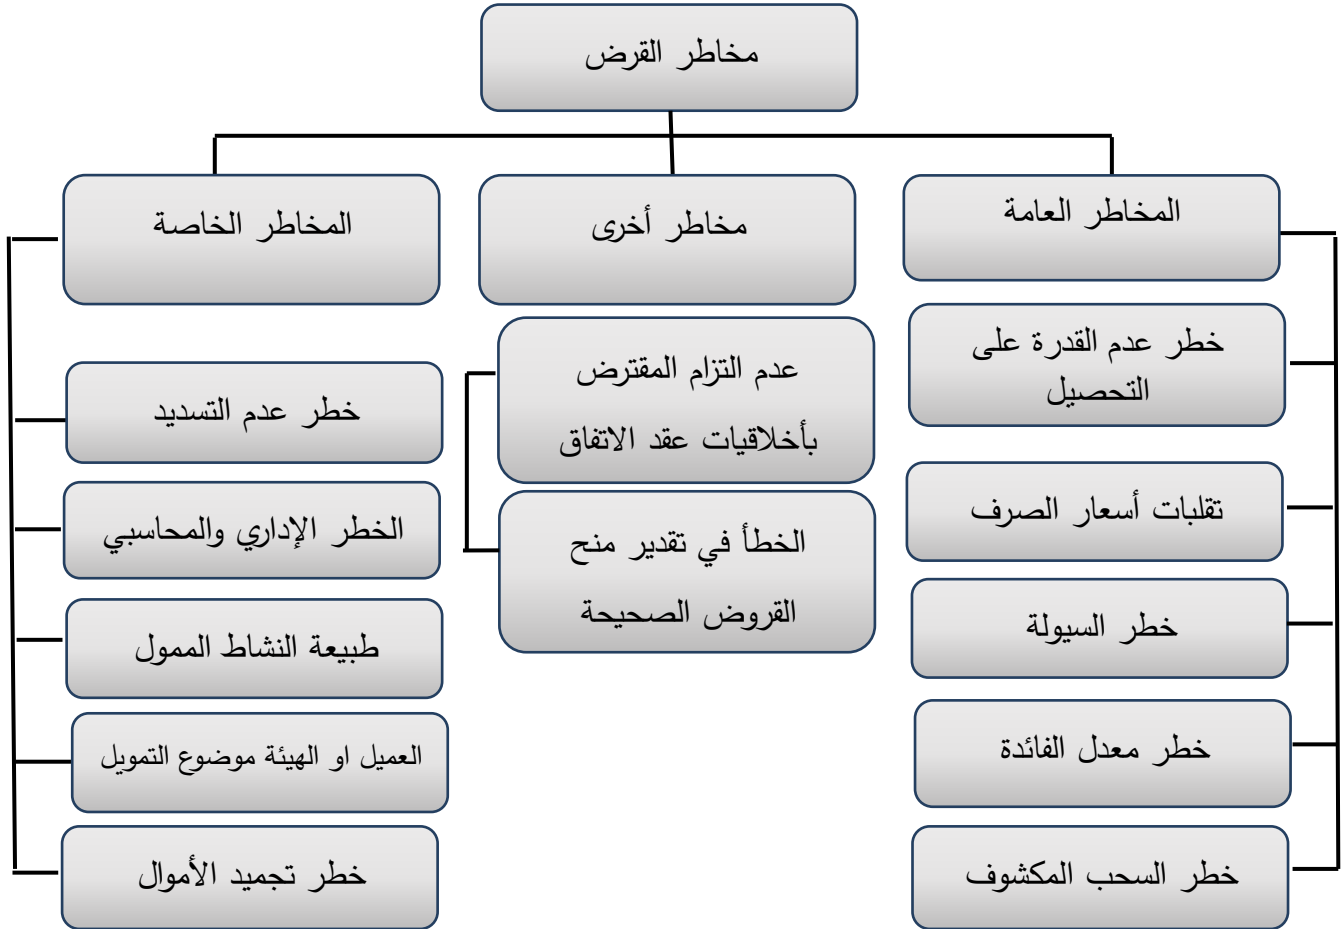 مخاطر القرض
المخاطر العامة
مخاطر أخرى
المخاطر الخاصة
خطر عدم القدرة على
التحصيل
تقلبات أسعار الصرف
خطر السيولة
خطر معدل الفائدة
خطر السحب المكشوف
عدم التزام المقترض
بأخلاقيات عقد الاتفاق
الخطأ في تقدير منح
القروض الصحيحة
خطر عدم التسديد
الخطر الإداري والمحاسبي
طبيعة النشاط الممول
العميل او الهيئة موضوع التمويل
خطر تجميد الأموال